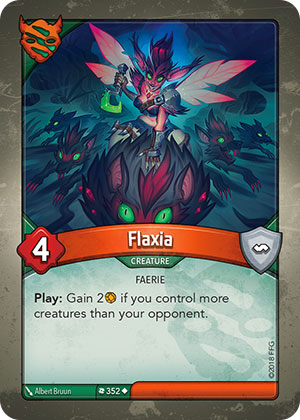 4
Flaxia
CREATURE
FAERIE
Play: Gain 2 if you control more
creatures than your opponent.
Albert Bruun
352
©2018 FFG